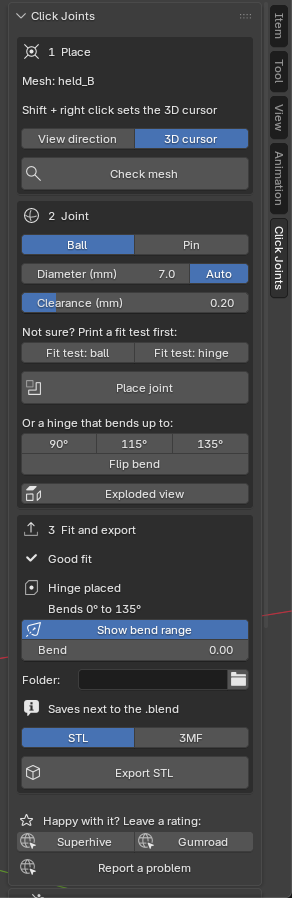 Click Joints
1 Place
Mesh: held_B
Shift + right click sets the 3D cursor
View direction 3D cursor
Check mesh
2 Joint
Ball Pin
Diameter (mm) 7.0 Auto
Clearance (mm) 0.20
Not sure? Print a fit test first:
Fit test: ball Fit test: hinge
Place joint
Or a hinge that bends up to:
90° 115° 135°
Flip bend
Exploded view
3 Fit and export
Good fit
Hinge placed
Bends 0° to 135°
Show bend range
Bend 0.00
Folder:
Saves next to the .blend
STL 3MF
Export STL
Happy with it? Leave a rating:
Superhive Gumroad
Report a problem
Item
Tool
View
Animation
Click Joints